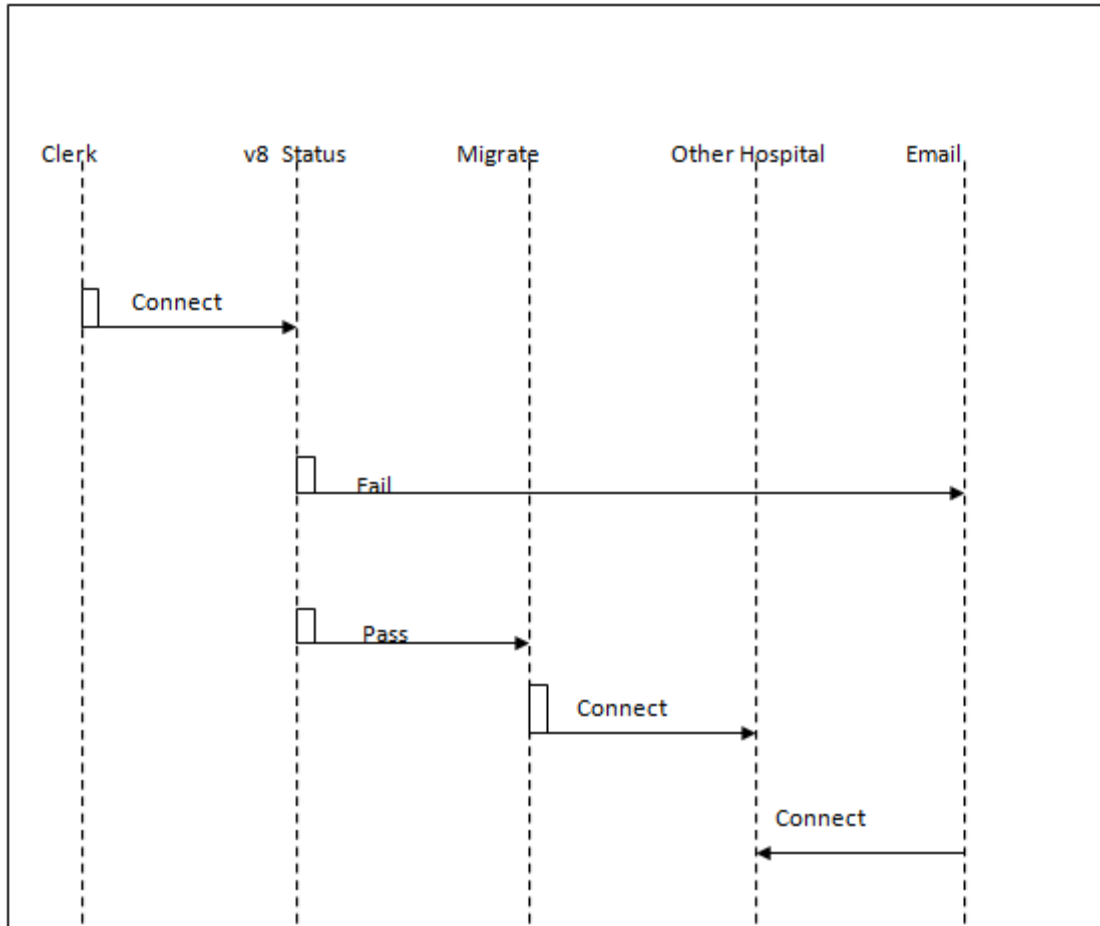 Clerk v8 Status Migrate Other Hospital Email
Connect
Fail
Pass
Connect
Connect